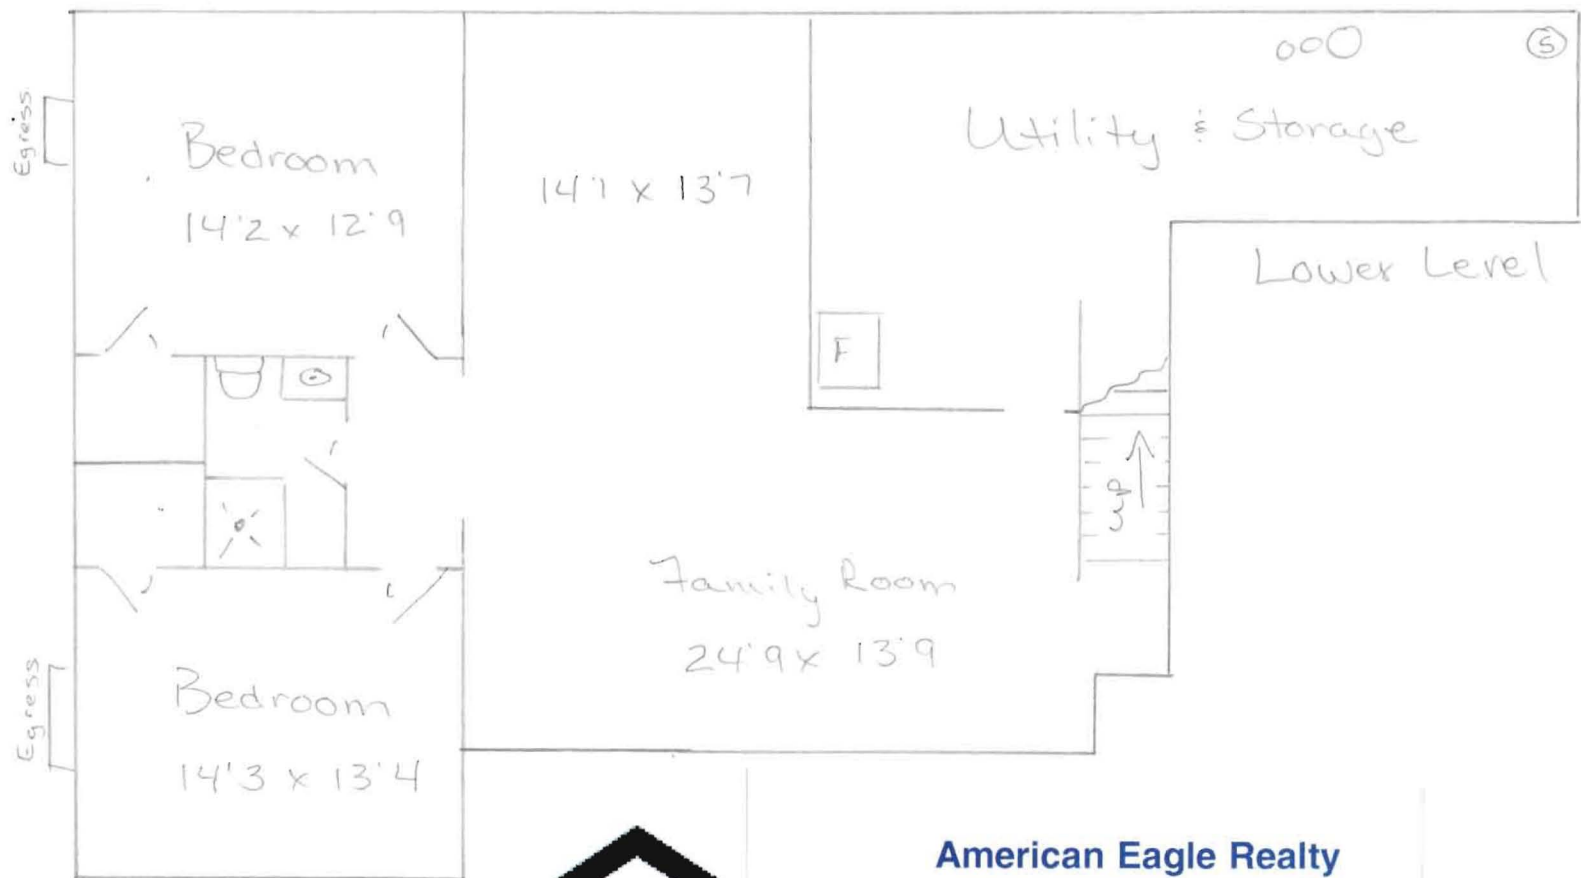 Egress
Bedroom
14'2 x 12'9
14'1 x 13'7
Utility & Storage
S
Lower Level
F
UP
Family Room
24'9 x 13'9
Egress
Bedroom
14'3 x 13'4
American Eagle Realty